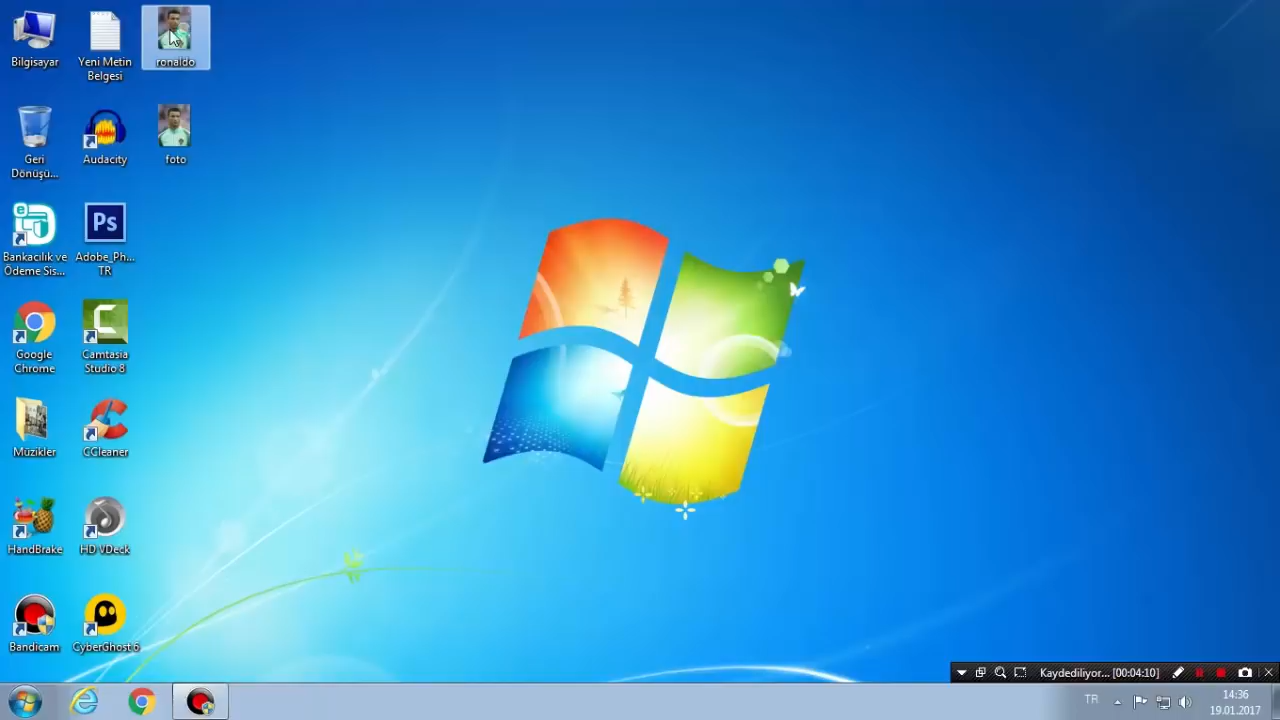 Bilgisayar
Yeni Metin
Belgesi
ronaldo
Geri
Dönüşü...
Audacity
foto
Bankacılık ve
Ödeme Sis...
Ps
Adobe_Ph...
TR
Google
Chrome
Camtasia
Studio 8
Müzikler
CCleaner
HandBrake
HD VDeck
Bandicam
CyberGhost 6
Kaydediliyor... [00:04:10]
TR
14:36
19.01.2017